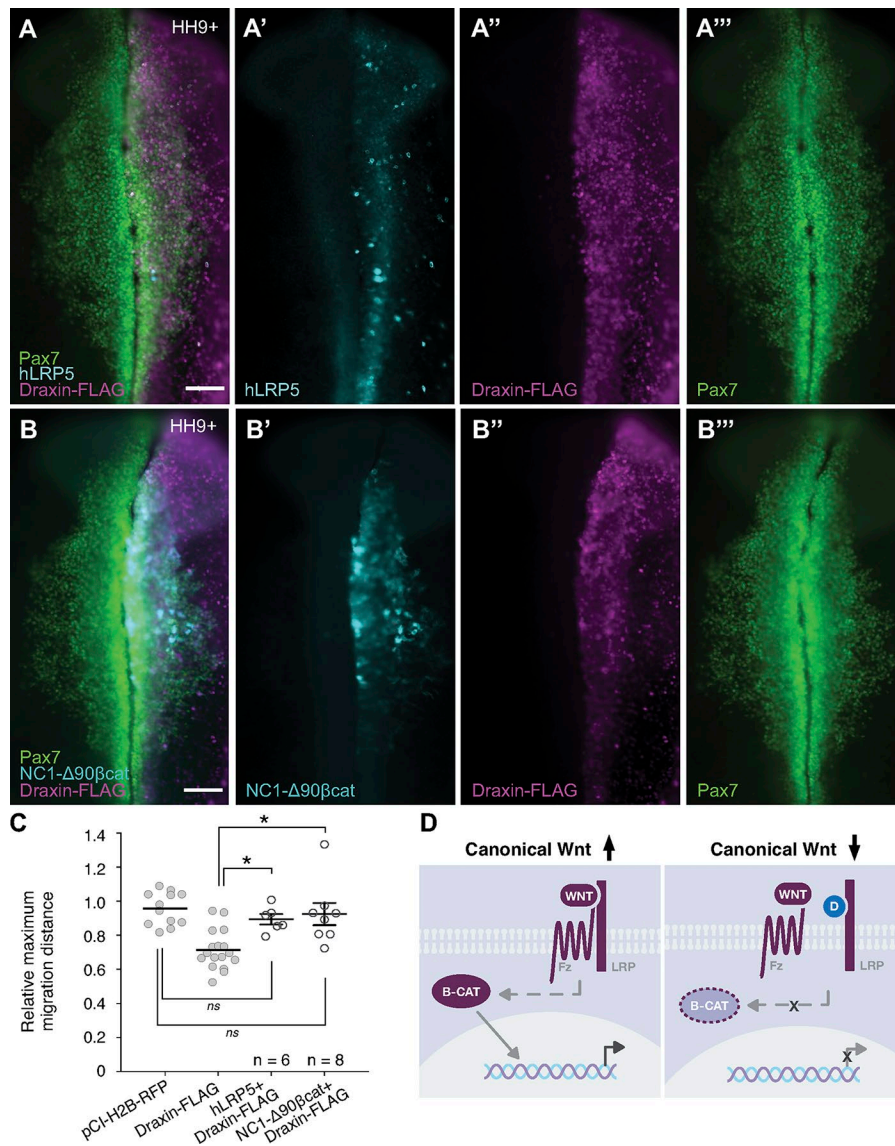 A
HH9+
Pax7
hLRP5
Draxin-FLAG
A'
hLRP5
A''
Draxin-FLAG
A'''
Pax7
B
HH9+
Pax7
NC1-Δ90βcat
Draxin-FLAG
B'
NC1-Δ90βcat
B''
Draxin-FLAG
B'''
Pax7
C
Relative maximum
migration distance
1.4
1.2
1.0
0.8
0.6
0.4
0.2
0
*
*
ns
ns
n = 6
n = 8
pCI-H2B-RFP
Draxin-FLAG
hLRP5+
Draxin-FLAG
NC1-Δ90βcat+
Draxin-FLAG
D
Canonical Wnt
WNT
Fz
LRP
B-CAT
Canonical Wnt
WNT
D
Fz
LRP
B-CAT
X
X